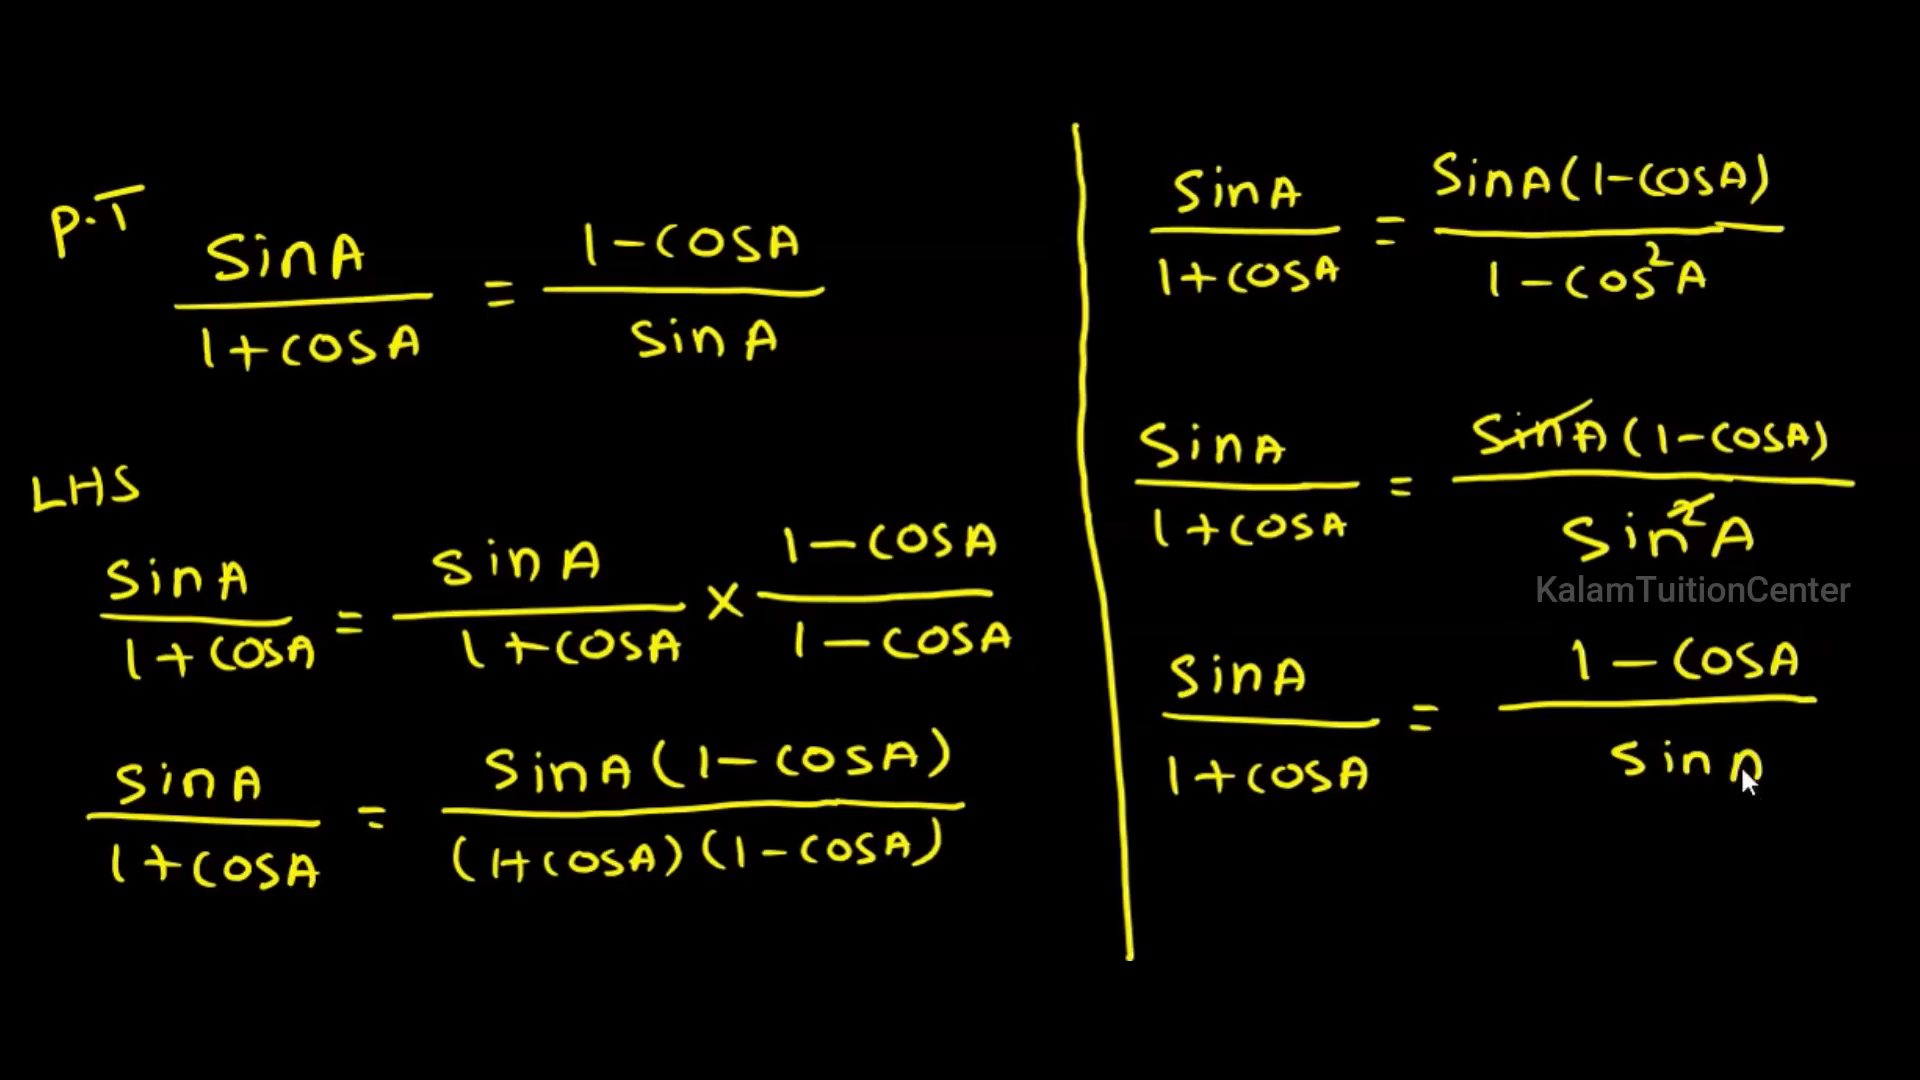 P.T
SinA / 1+cosA = 1-cosA / sin A
LHS
sinA / 1+cosA = sin A / 1+cosA × 1-cosA / 1-cosA
sinA / 1+cosA = SinA(1-cosA) / (1+cosA)(1-cosA)
SinA / 1+cosA = SinA(1-cosA) / 1-cos²A
SinA / 1+cosA = SinA(1-cosA) / Sin²A
KalamTuitionCenter
SinA / 1+cosA = 1-cosA / sin A